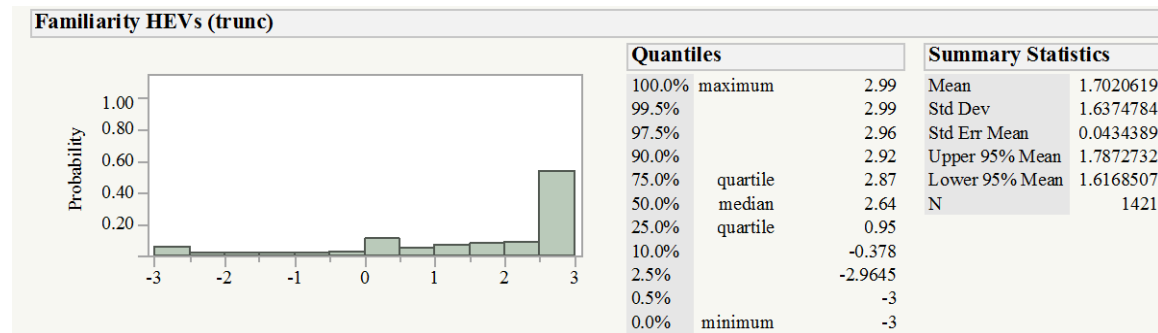 Familiarity HEVs (trunc)
Probability
1.00
0.80
0.60
0.40
0.20
-3 -2 -1 0 1 2 3
Quantiles
100.0% maximum 2.99
99.5% 2.99
97.5% 2.96
90.0% 2.92
75.0% quartile 2.87
50.0% median 2.64
25.0% quartile 0.95
10.0% -0.378
2.5% -2.9645
0.5% -3
0.0% minimum -3
Summary Statistics
Mean 1.7020619
Std Dev 1.6374784
Std Err Mean 0.0434389
Upper 95% Mean 1.7872732
Lower 95% Mean 1.6168507
N 1421